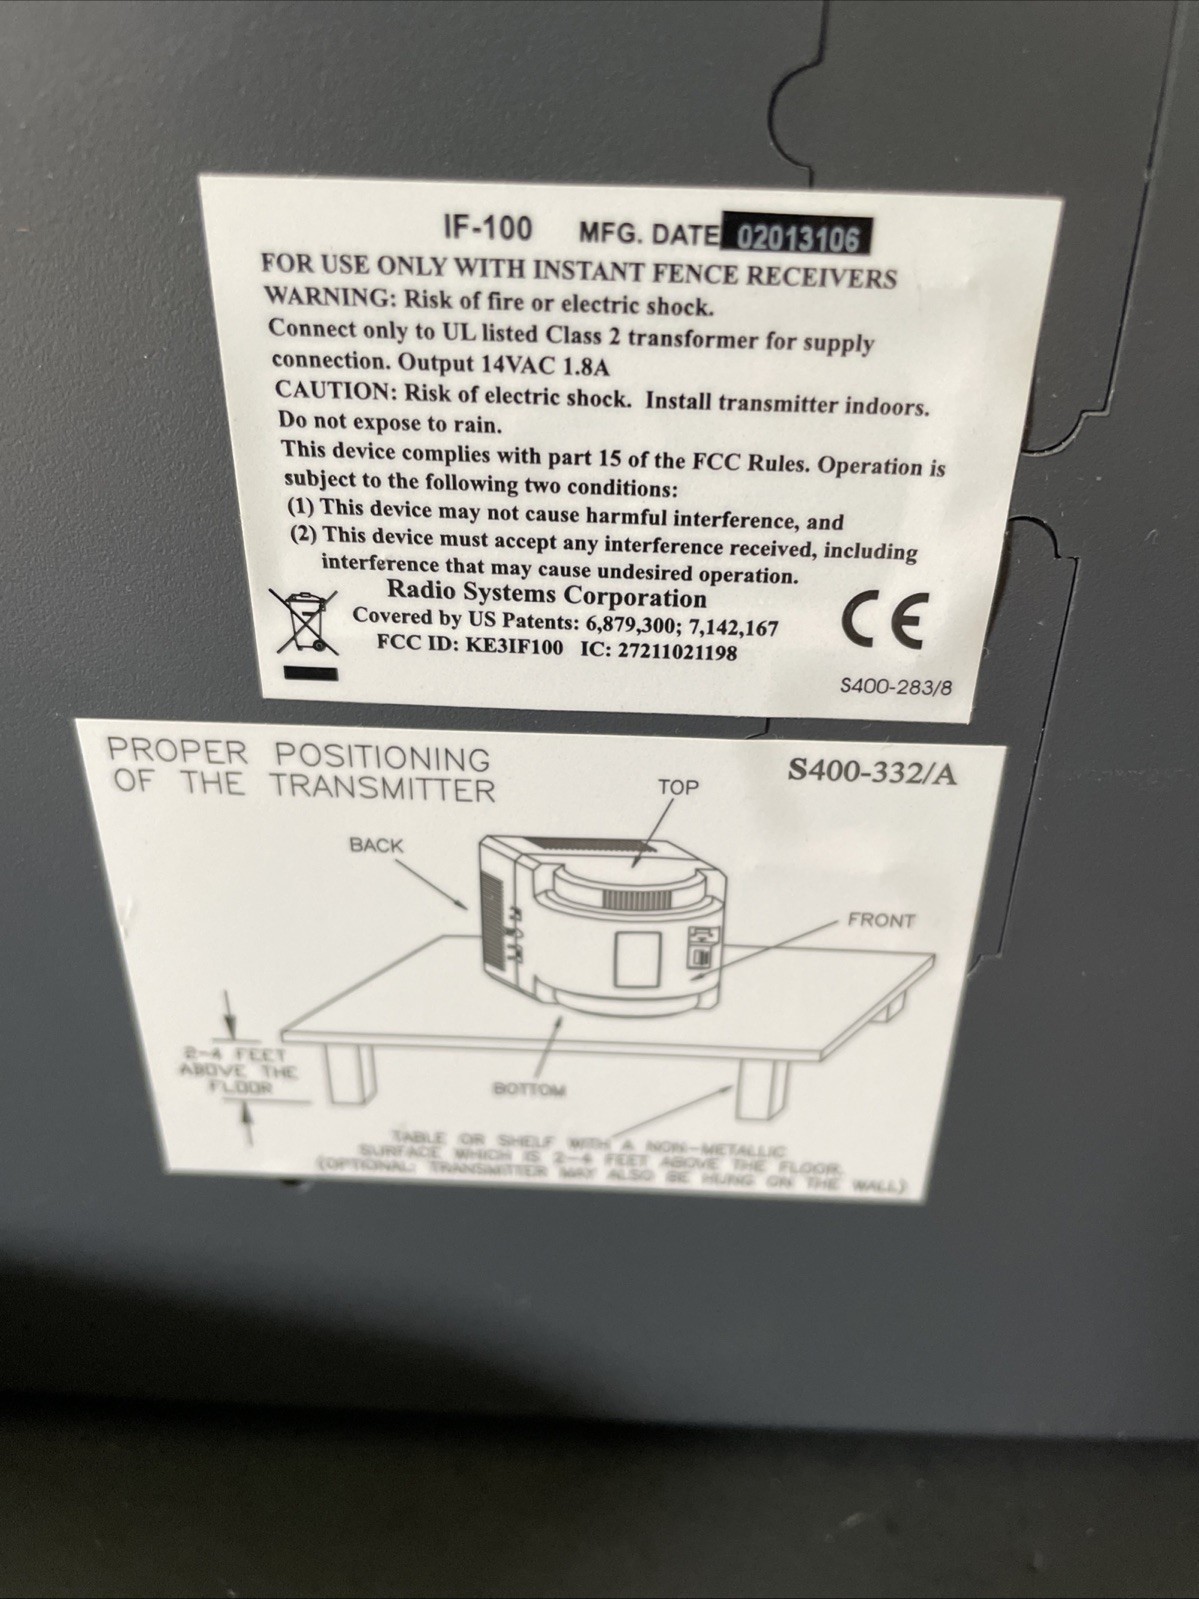 IF-100 MFG. DATE 02013106
FOR USE ONLY WITH INSTANT FENCE RECEIVERS
WARNING: Risk of fire or electric shock.
Connect only to UL listed Class 2 transformer for supply
connection. Output 14VAC 1.8A
CAUTION: Risk of electric shock. Install transmitter indoors.
Do not expose to rain.
This device complies with part 15 of the FCC Rules. Operation is
subject to the following two conditions:
(1) This device may not cause harmful interference, and
(2) This device must accept any interference received, including
interference that may cause undesired operation.
Radio Systems Corporation
Covered by US Patents: 6,879,300; 7,142,167
FCC ID: KE3IF100 IC: 27211021198
CE
S400-283/8
PROPER POSITIONING
OF THE TRANSMITTER
S400-332/A
TOP
BACK
FRONT
2-4 FEET
ABOVE THE
FLOOR
BOTTOM
TABLE OR SHELF WITH A NON-METALLIC
SURFACE WHICH IS 2-4 FEET ABOVE THE FLOOR.
(OPTIONAL: TRANSMITTER MAY ALSO BE HUNG ON THE WALL)